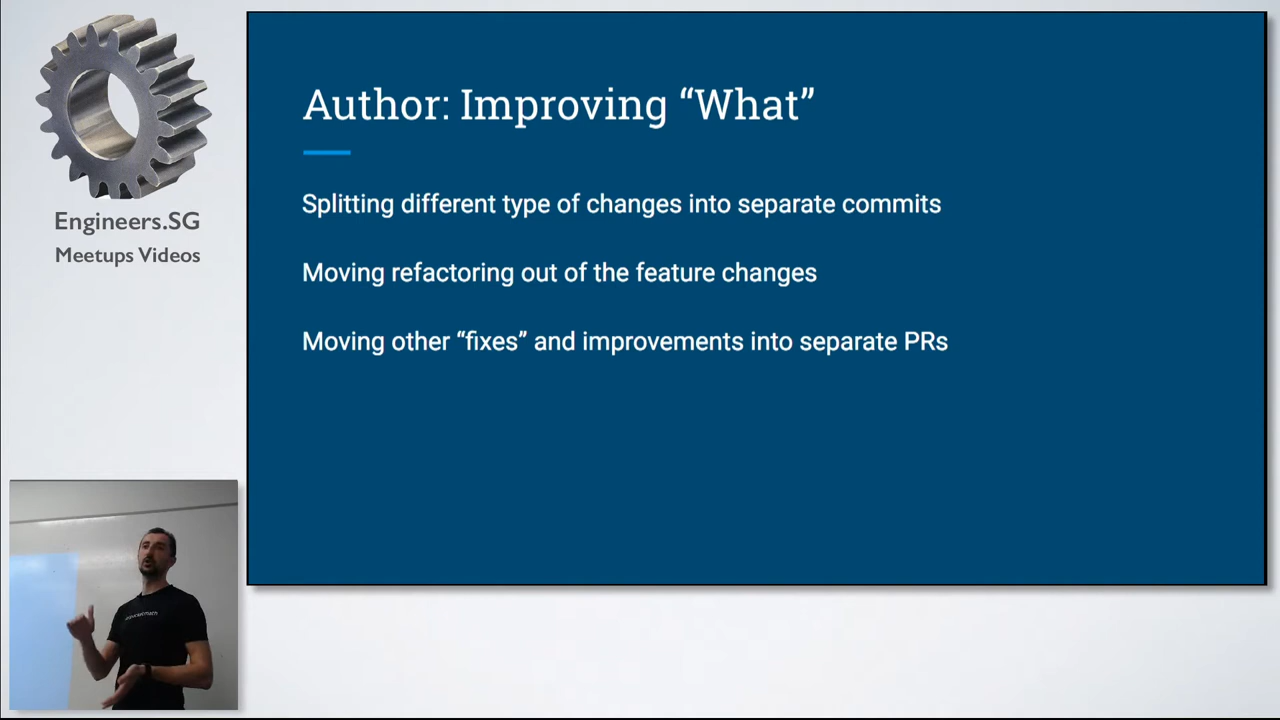 Engineers.SG
Meetups Videos
Author: Improving “What”
Splitting different type of changes into separate commits
Moving refactoring out of the feature changes
Moving other “fixes” and improvements into separate PRs